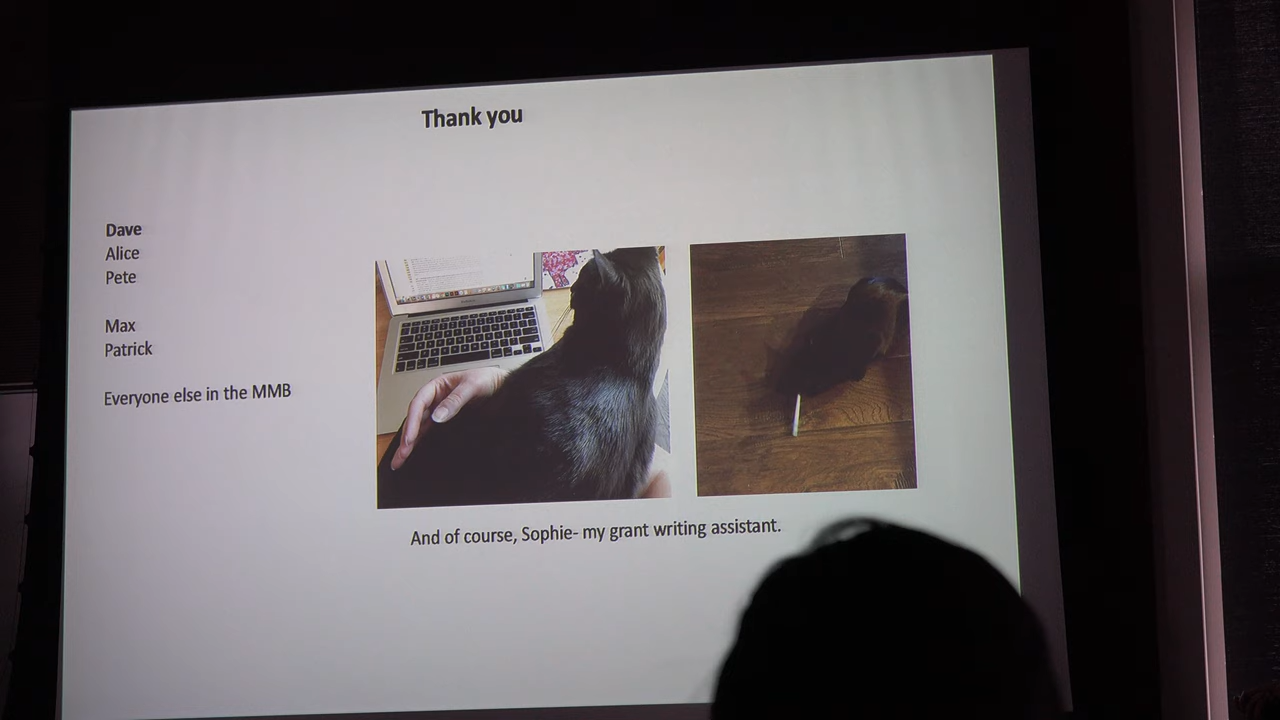 Thank you
Dave
Alice
Pete
Max
Patrick
Everyone else in the MMB
And of course, Sophie- my grant writing assistant.